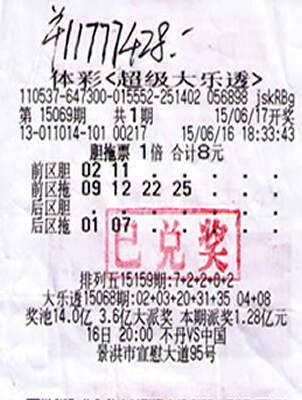 ¥11777428.-
体彩<超级大乐透>
110537-647300-015552-251402 056898 jskRBg
第 15069期 共1期 15/06/17开奖
13-011014-101 00217 15/06/16 18:33:43
胆拖票 1倍 合计8元
前区胆 02 11 . . . .
前区拖 09 12 22 25 . . .
后区胆 . . . . . .
后区拖 01 07 . . . .
已兑奖
排列五15159期:7+2+2+0+2
大乐透15068期:02+03+20+31+35 04+08
奖池14.0亿 3.6亿大派奖 本期派奖1.28亿元
16日 20:00 不丹VS中国
景洪市宣慰大道95号